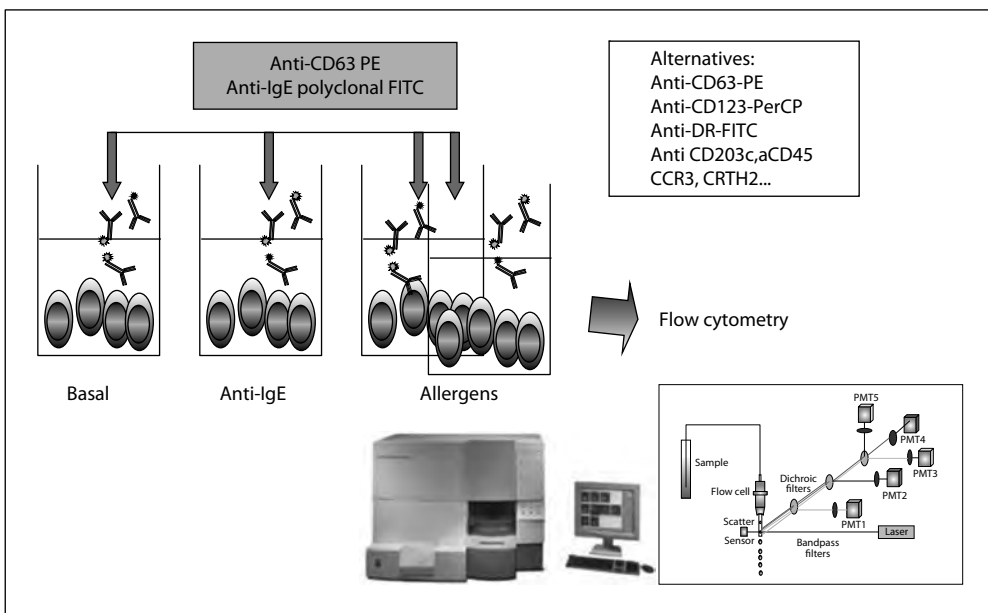 Anti-CD63 PE
Anti-IgE polyclonal FITC
Alternatives:
Anti-CD63-PE
Anti-CD123-PerCP
Anti-DR-FITC
Anti CD203c,aCD45
CCR3, CRTH2...
Flow cytometry
Basal
Anti-IgE
Allergens
PMT5
PMT4
PMT3
PMT2
PMT1
Sample
Flow cell
Dichroic
filters
Scatter
Sensor
Bandpass
filters
Laser